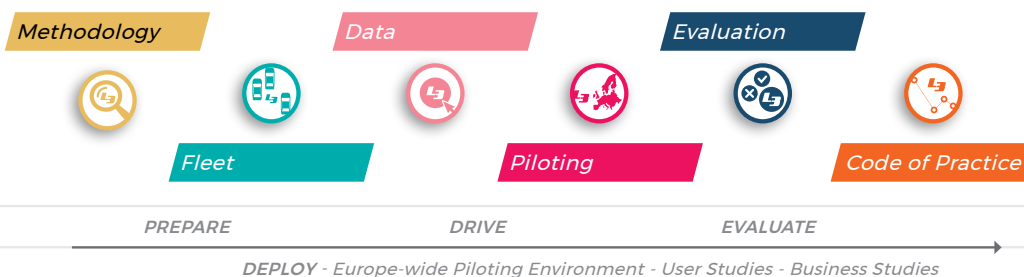 Methodology
Data
Evaluation
Fleet
Piloting
Code of Practice
PREPARE
DRIVE
EVALUATE
DEPLOY - Europe-wide Piloting Environment - User Studies - Business Studies